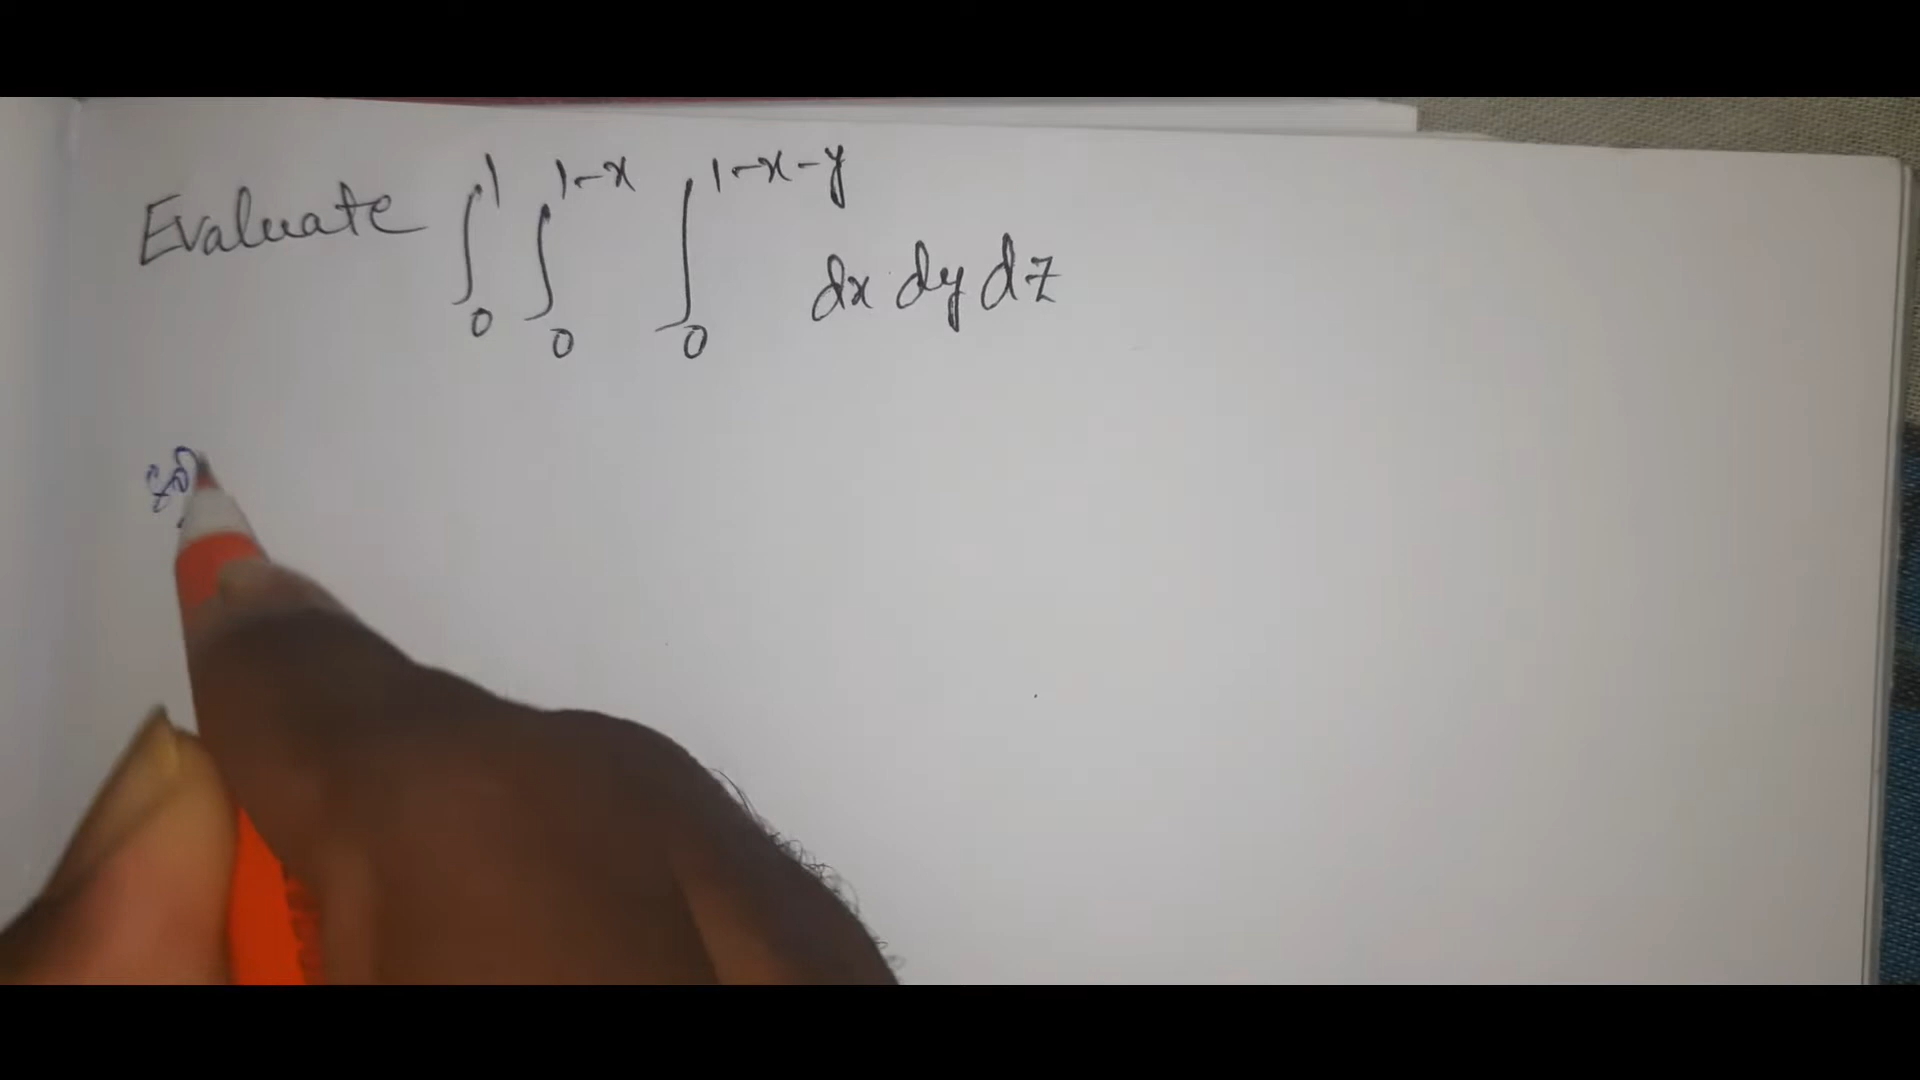 Evaluate ∫₀¹ ∫₀^{1-x} ∫₀^{1-x-y} dx dy dz